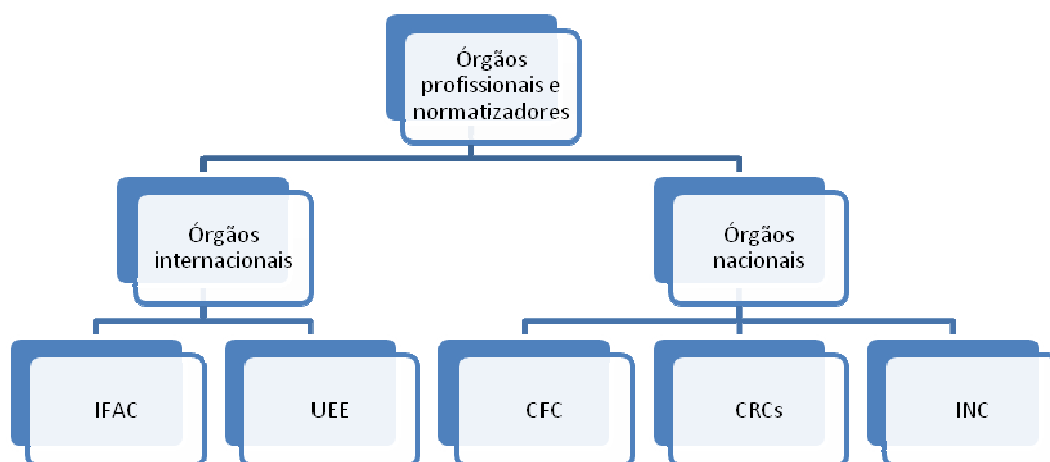 Órgãos
profissionais e
normatizadores
Órgãos
internacionais
Órgãos
nacionais
IFAC
UEE
CFC
CRCs
INC